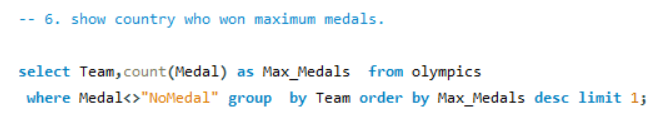 -- 6. show country who won maximum medals.
select Team,count(Medal) as Max_Medals  from olympics
where Medal<>"NoMedal" group  by Team order by Max_Medals desc limit 1;